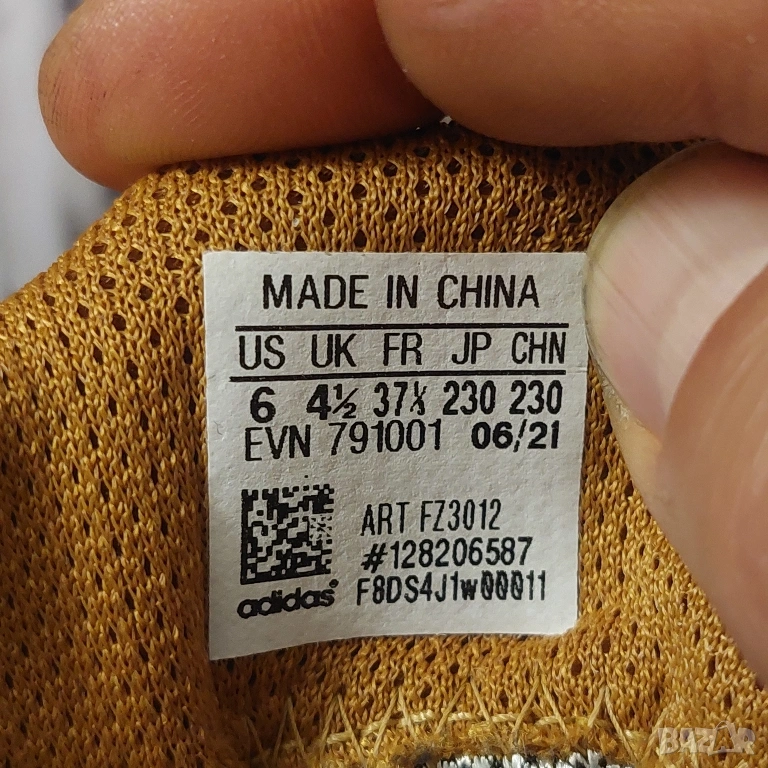 MADE IN CHINA
US UK FR JP CHN
6 4½ 37⅓ 230 230
EVN 791001 06/21
ART FZ3012
#128206587
adidas® F8DS4J1w00011
BAZAR